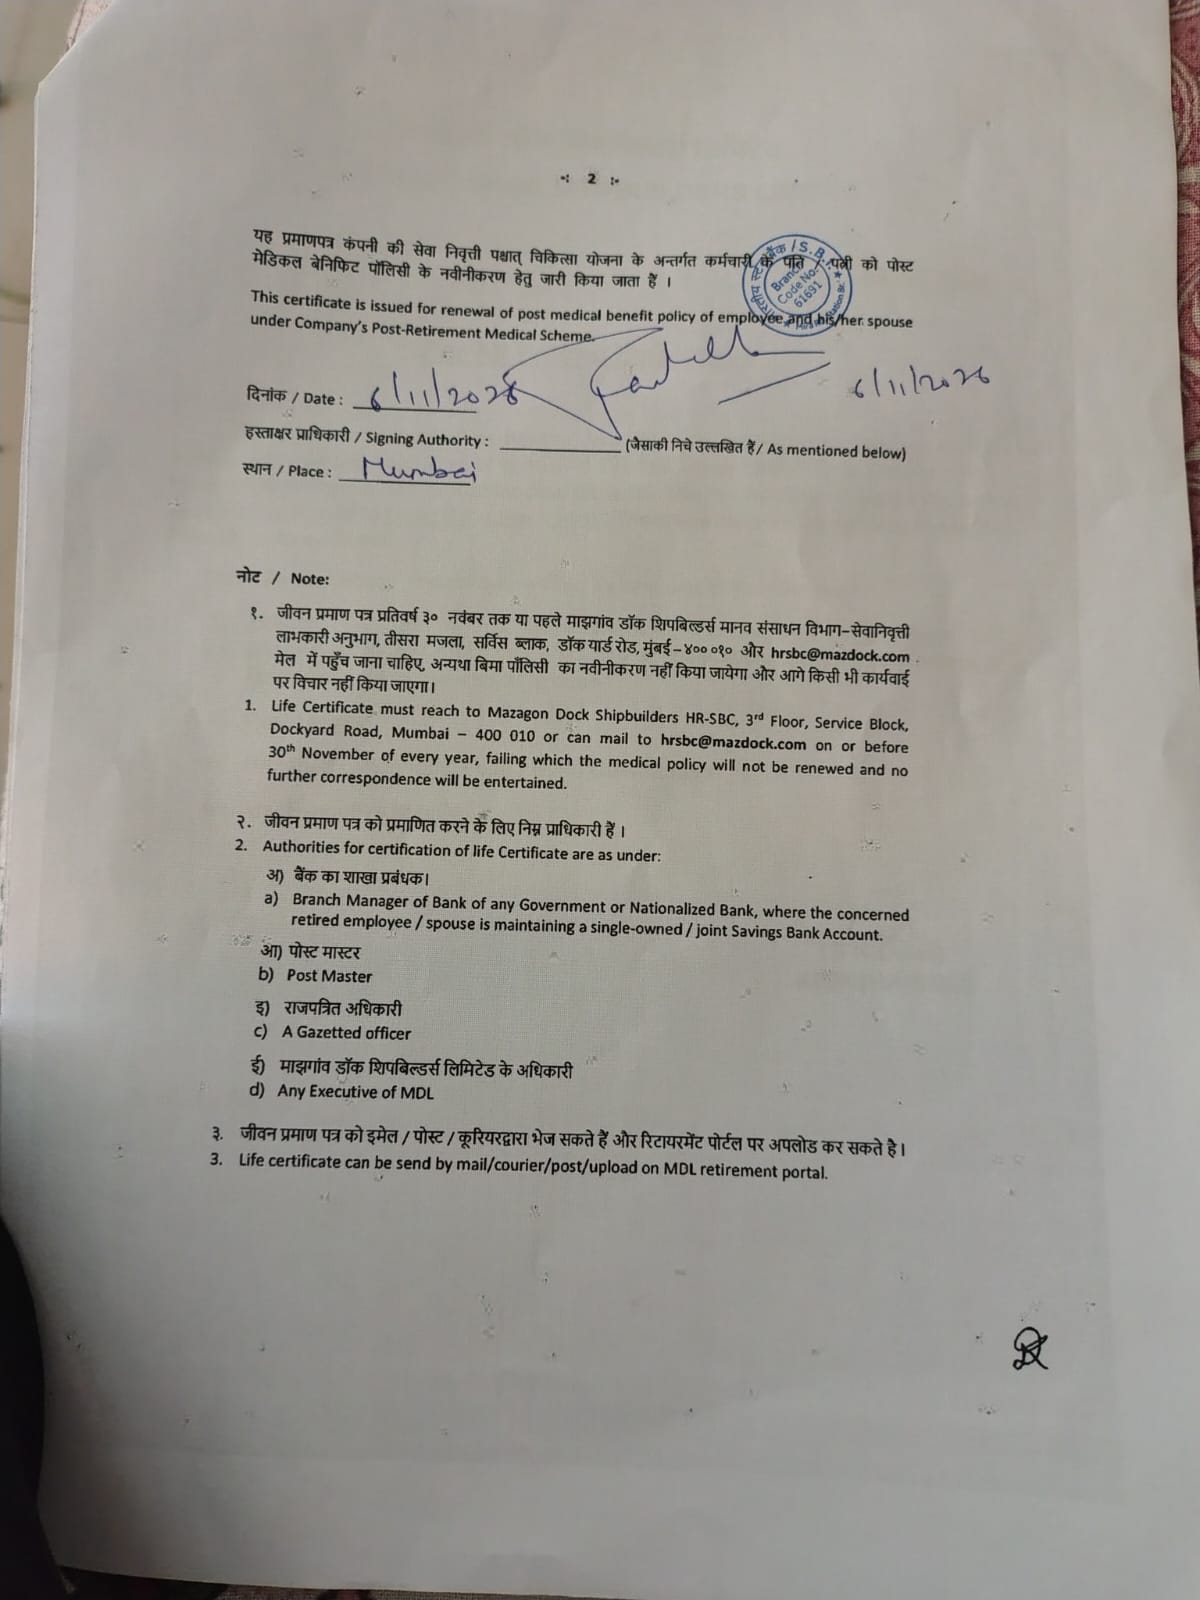 -: 2 :-
यह प्रमाणपत्र कंपनी की सेवा निवृत्ती पश्चात् चिकित्सा योजना के अन्तर्गत कर्मचारी के पति / पत्नी को पोस्ट
मेडिकल बेनिफिट पॉलिसी के नवीनीकरण हेतु जारी किया जाता हैं ।
S.B.
Branch
Code No-
61691
This certificate is issued for renewal of post medical benefit policy of employee and his/her spouse
under Company's Post-Retirement Medical Scheme.
दिनांक / Date : 6/11/2026
6/11/2026
हस्ताक्षर प्राधिकारी / Signing Authority : (जैसाकी निचे उल्लखित हैं/ As mentioned below)
स्थान / Place : Mumbai
नोट / Note:
१. जीवन प्रमाण पत्र प्रतिवर्ष ३० नवंबर तक या पहले माझगांव डॉक शिपबिल्डर्स मानव संसाधन विभाग–सेवानिवृत्ती
लाभकारी अनुभाग, तीसरा मजला, सर्विस ब्लाक, डॉक यार्ड रोड, मुंबई – ४०० ०१० और hrsbc@mazdock.com
मेल में पहुँच जाना चाहिए, अन्यथा बिमा पॉलिसी का नवीनीकरण नहीं किया जायेगा और आगे किसी भी कार्यवाई
पर विचार नहीं किया जाएगा।
1. Life Certificate must reach to Mazagon Dock Shipbuilders HR-SBC, 3rd Floor, Service Block,
Dockyard Road, Mumbai – 400 010 or can mail to hrsbc@mazdock.com on or before
30th November of every year, failing which the medical policy will not be renewed and no
further correspondence will be entertained.
२. जीवन प्रमाण पत्र को प्रमाणित करने के लिए निम्न प्राधिकारी हैं ।
2. Authorities for certification of life Certificate are as under:
अ) बैंक का शाखा प्रबंधक।
a) Branch Manager of Bank of any Government or Nationalized Bank, where the concerned
retired employee / spouse is maintaining a single-owned / joint Savings Bank Account.
आ) पोस्ट मास्टर
b) Post Master
इ) राजपत्रित अधिकारी
c) A Gazetted officer
ई) माझगांव डॉक शिपबिल्डर्स लिमिटेड के अधिकारी
d) Any Executive of MDL
३. जीवन प्रमाण पत्र को इमेल / पोस्ट / कूरियरद्वारा भेज सकते हैं और रिटायरमेंट पोर्टल पर अपलोड कर सकते है।
3. Life certificate can be send by mail/courier/post/upload on MDL retirement portal.